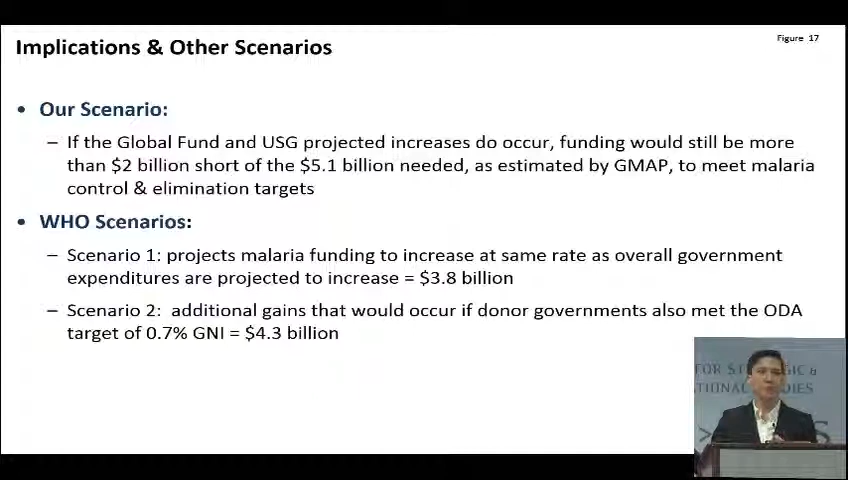 Figure 17
Implications & Other Scenarios
• Our Scenario:
– If the Global Fund and USG projected increases do occur, funding would still be more
than $2 billion short of the $5.1 billion needed, as estimated by GMAP, to meet malaria
control & elimination targets
• WHO Scenarios:
– Scenario 1: projects malaria funding to increase at same rate as overall government
expenditures are projected to increase = $3.8 billion
– Scenario 2: additional gains that would occur if donor governments also met the ODA
target of 0.7% GNI = $4.3 billion
FOR